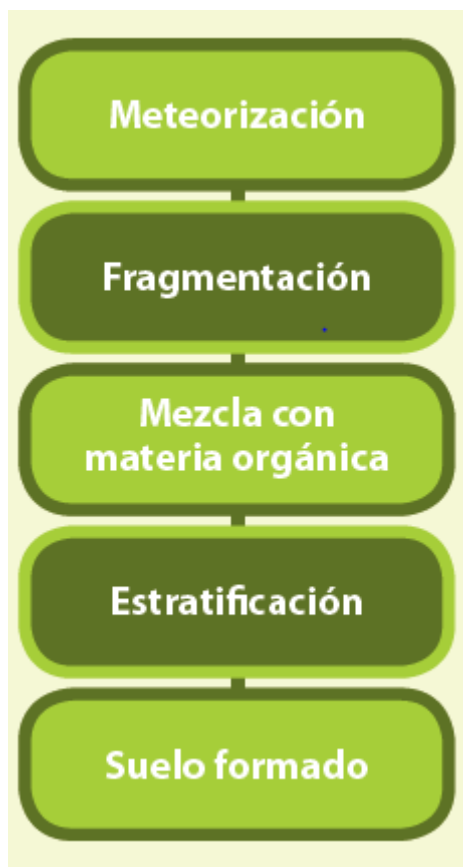 Meteorización
Fragmentación
Mezcla con
materia orgánica
Estratificación
Suelo formado